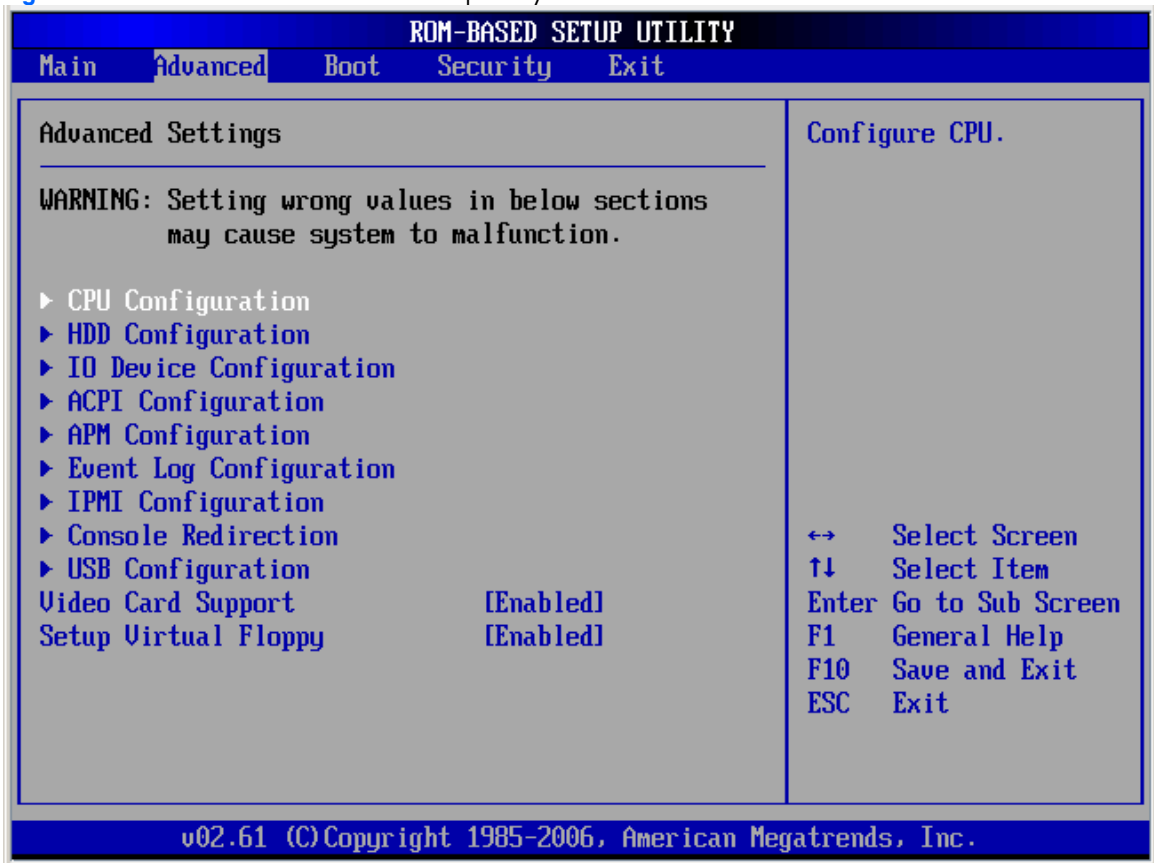 ROM-BASED SETUP UTILITY
Main Advanced Boot Security Exit
Advanced Settings
WARNING: Setting wrong values in below sections
may cause system to malfunction.
▶ CPU Configuration
▶ HDD Configuration
▶ IO Device Configuration
▶ ACPI Configuration
▶ APM Configuration
▶ Event Log Configuration
▶ IPMI Configuration
▶ Console Redirection
▶ USB Configuration
Video Card Support [Enabled]
Setup Virtual Floppy [Enabled]
Configure CPU.
↔ Select Screen
↑↓ Select Item
Enter Go to Sub Screen
F1 General Help
F10 Save and Exit
ESC Exit
v02.61 (C)Copyright 1985-2006, American Megatrends, Inc.